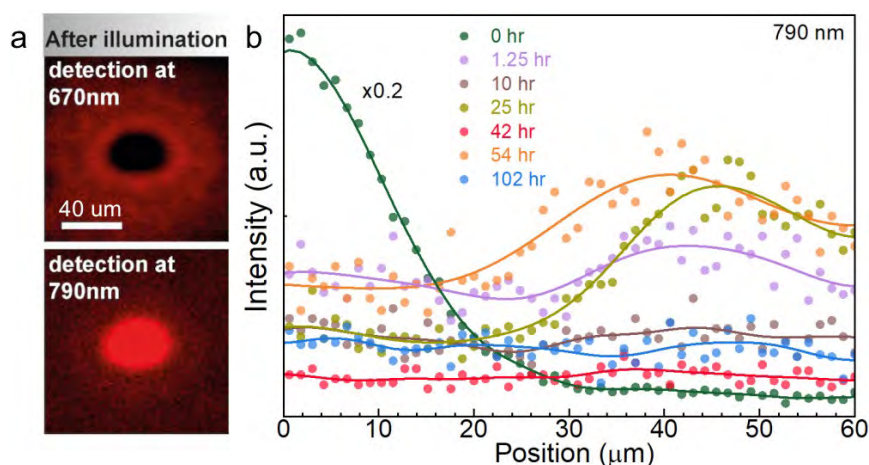 a
After illumination
detection at
670nm
40 um
detection at
790nm
b
790 nm
x0.2
0 hr
1.25 hr
10 hr
25 hr
42 hr
54 hr
102 hr
Intensity (a.u.)
0 10 20 30 40 50 60
Position (μm)